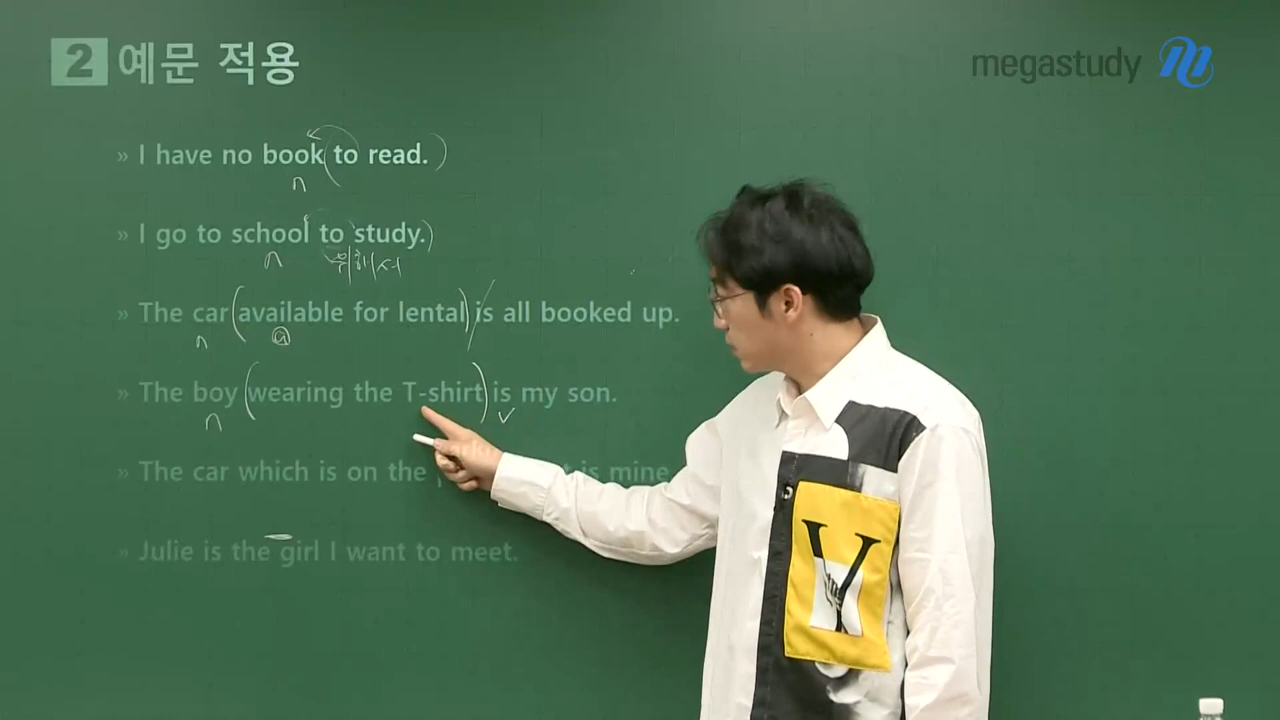 2 예문 적용
megastudy
» I have no book (to read.)
n
» I go to school to study.)
n 위해서
» The car (available for lental) / is all booked up.
n ⓐ
» The boy (wearing the T-shirt) is my son.
n v
» The car which is on the is mine
» Julie is the girl I want to meet.
V